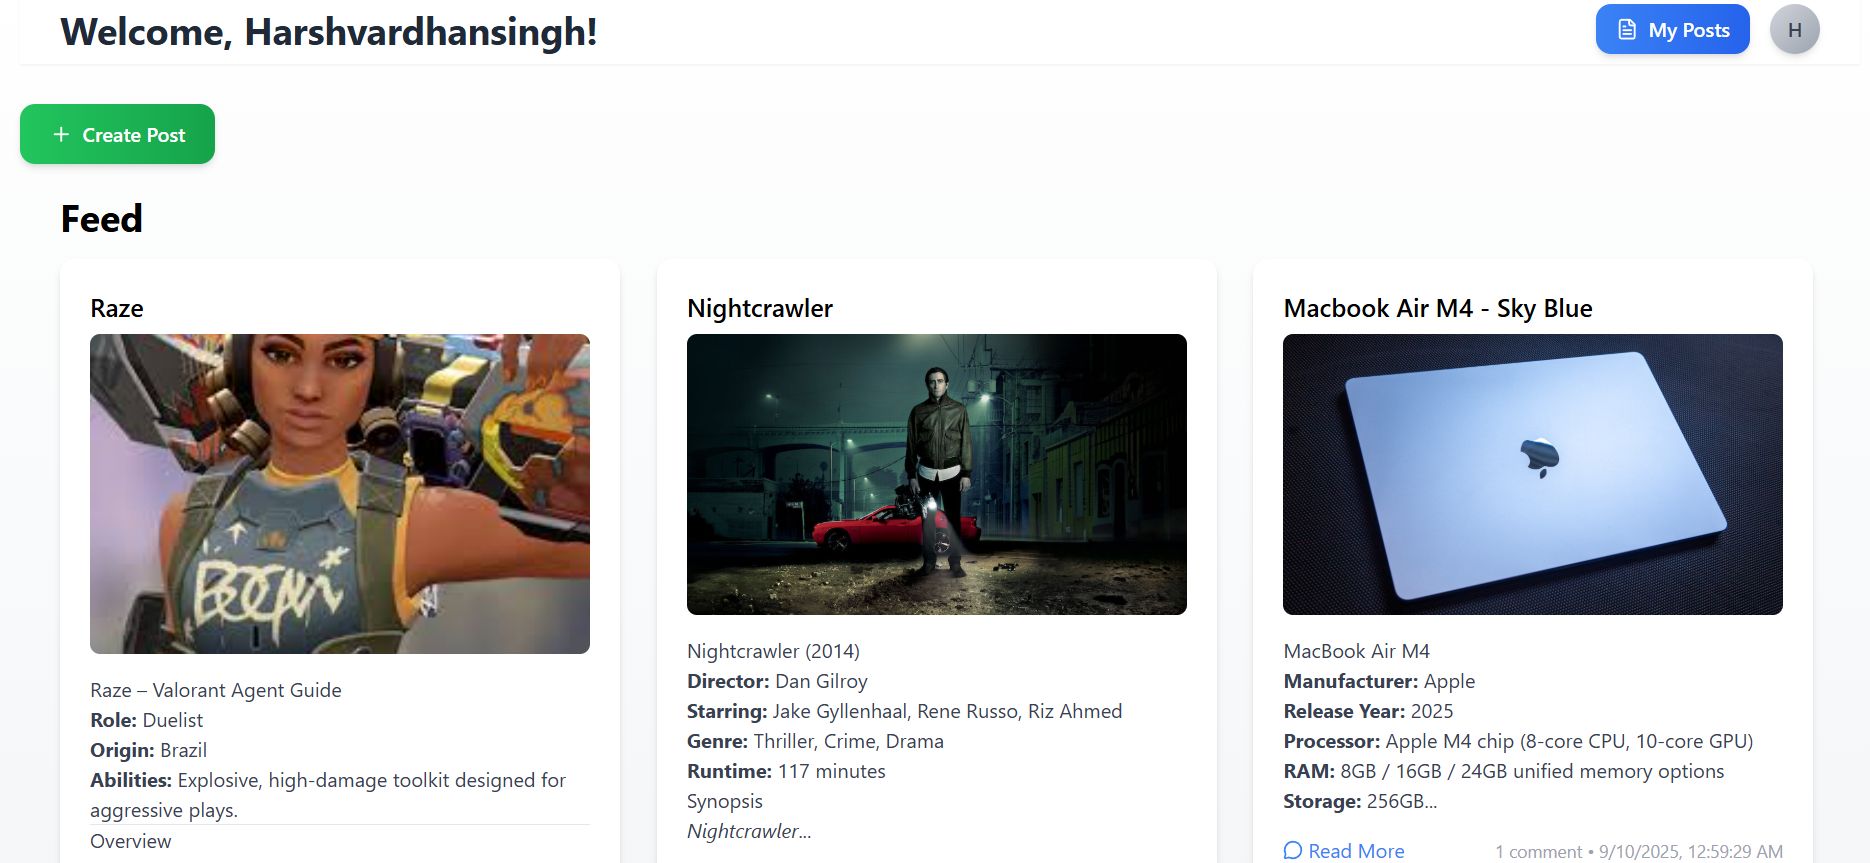 Welcome, Harshvardhansingh!
My Posts
H
Create Post
Feed
Raze
BOOM
Raze – Valorant Agent Guide
Role: Duelist
Origin: Brazil
Abilities: Explosive, high-damage toolkit designed for
aggressive plays.
Overview
Nightcrawler
Nightcrawler (2014)
Director: Dan Gilroy
Starring: Jake Gyllenhaal, Rene Russo, Riz Ahmed
Genre: Thriller, Crime, Drama
Runtime: 117 minutes
Synopsis
Nightcrawler...
Macbook Air M4 - Sky Blue
MacBook Air M4
Manufacturer: Apple
Release Year: 2025
Processor: Apple M4 chip (8-core CPU, 10-core GPU)
RAM: 8GB / 16GB / 24GB unified memory options
Storage: 256GB...
Read More
1 comment • 9/10/2025, 12:59:29 AM